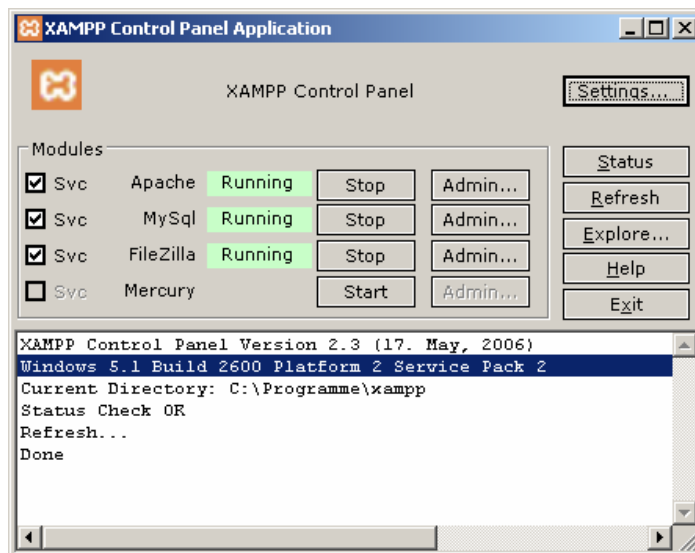 XAMPP Control Panel Application
XAMPP Control Panel
Settings...
Modules
Svc Apache Running Stop Admin...
Svc MySql Running Stop Admin...
Svc FileZilla Running Stop Admin...
Svc Mercury Start Admin...
Status
Refresh
Explore...
Help
Exit
XAMPP Control Panel Version 2.3 (17. May, 2006)
Windows 5.1 Build 2600 Platform 2 Service Pack 2
Current Directory: C:\Programme\xampp
Status Check OK
Refresh...
Done